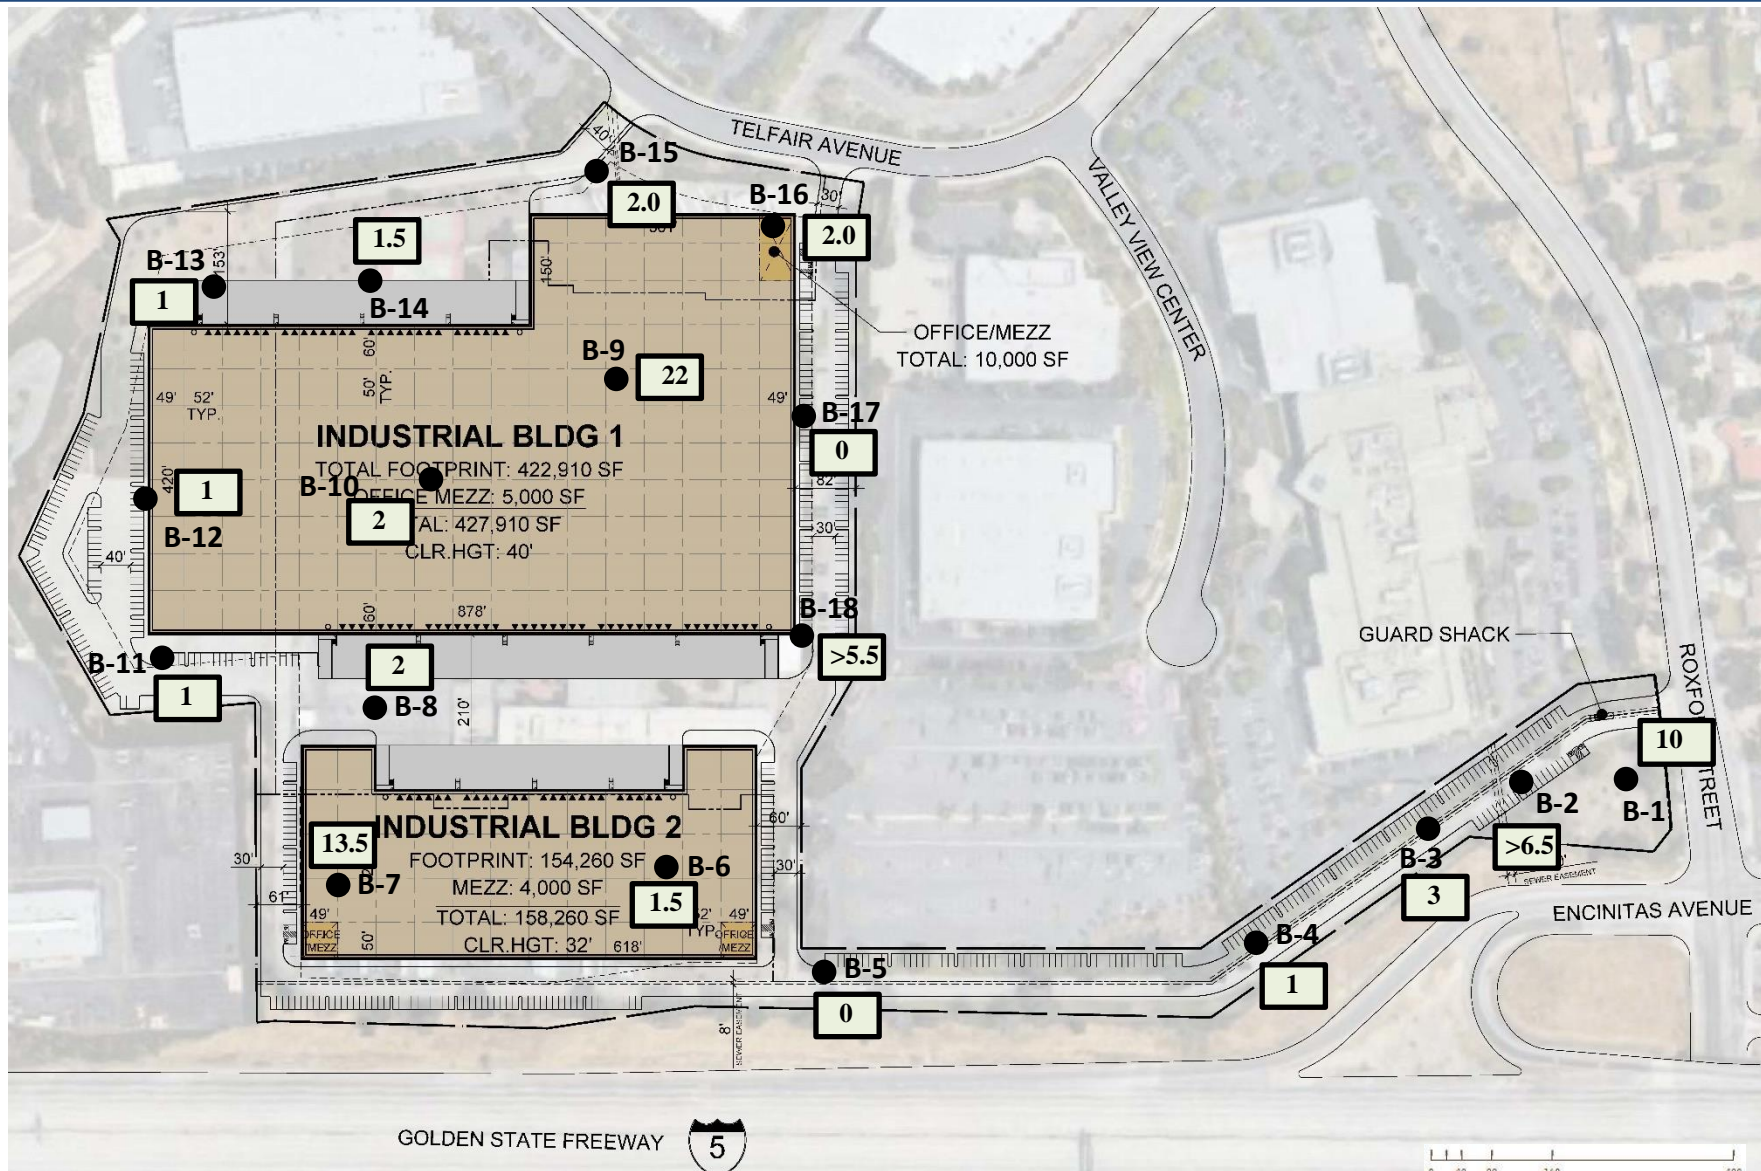 TELFAIR AVENUE
40'
B-15
2.0
B-16
30'
2.0
VALLEY VIEW CENTER
1.5
B-13
153'
1
B-14
150'
OFFICE/MEZZ
TOTAL: 10,000 SF
60'
B-9
22
49'
52'
TYP.
50'
TYP.
49'
B-17
0
INDUSTRIAL BLDG 1
TOTAL FOOTPRINT: 422,910 SF
B-10
OFFICE MEZZ: 5,000 SF
2
TAL: 427,910 SF
CLR.HGT: 40'
420'
1
B-12
82'
30'
40'
60'
878'
B-18
>5.5
GUARD SHACK
B-11
1
2
B-8
210'
ROXFO
TREET
10
B-1
B-2
>6.5
B-3
3
SEWER EASEMENT
ENCINITAS AVENUE
INDUSTRIAL BLDG 2
13.5
FOOTPRINT: 154,260 SF
B-7
MEZZ: 4,000 SF
B-6
1.5
TOTAL: 158,260 SF
CLR.HGT: 32'
60'
30'
30'
61'
49'
OFFICE
MEZZ
50'
618'
TYP.
49'
OFFICE
MEZZ
B-4
1
B-5
0
8'
SEWER EASEMENT
GOLDEN STATE FREEWAY
5